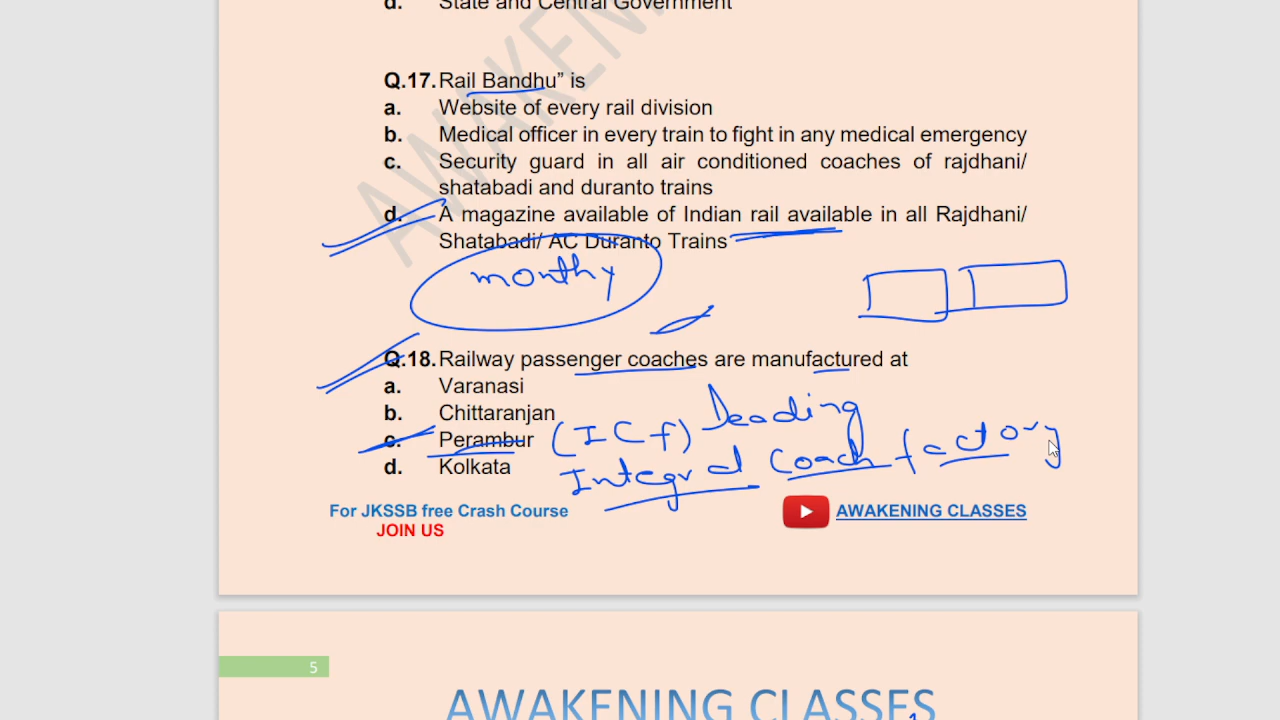 d. State and Central Government
Q.17. Rail Bandhu” is
a. Website of every rail division
b. Medical officer in every train to fight in any medical emergency
c. Security guard in all air conditioned coaches of rajdhani/
shatabadi and duranto trains
d. A magazine available of Indian rail available in all Rajdhani/
Shatabadi/ AC Duranto Trains
monthy
Q.18. Railway passenger coaches are manufactured at
a. Varanasi
b. Chittaranjan
leading
c. Perambur (ICf)
d. Kolkata
Integral Coach factory
For JKSSB free Crash Course
AWAKENING CLASSES
JOIN US
5
AWAKENING CLASSES
AWAKEN